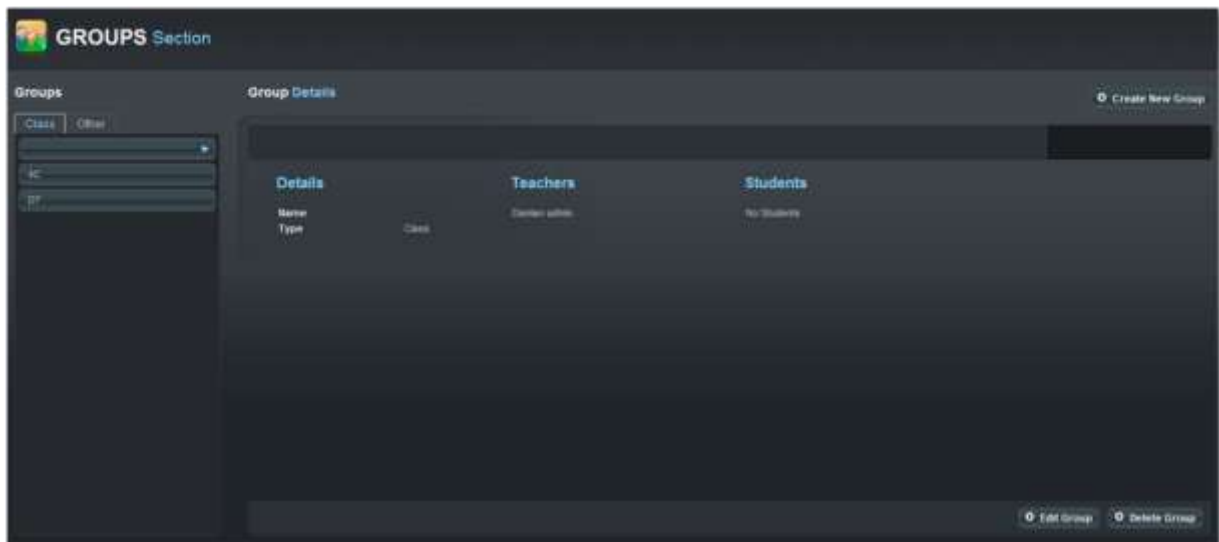 GROUPS Section
Groups
Group Details
Create New Group
Class Other
Details Teachers Students
Name
No Students
Type Class
Edit Group Delete Group